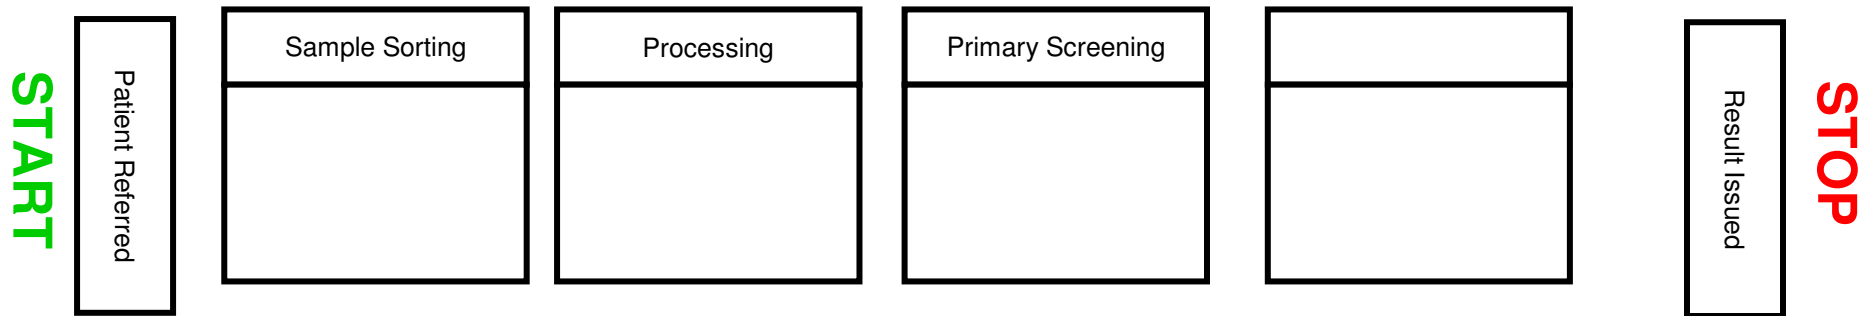 START
Patient Referred
Sample Sorting
Processing
Primary Screening
Result Issued
STOP